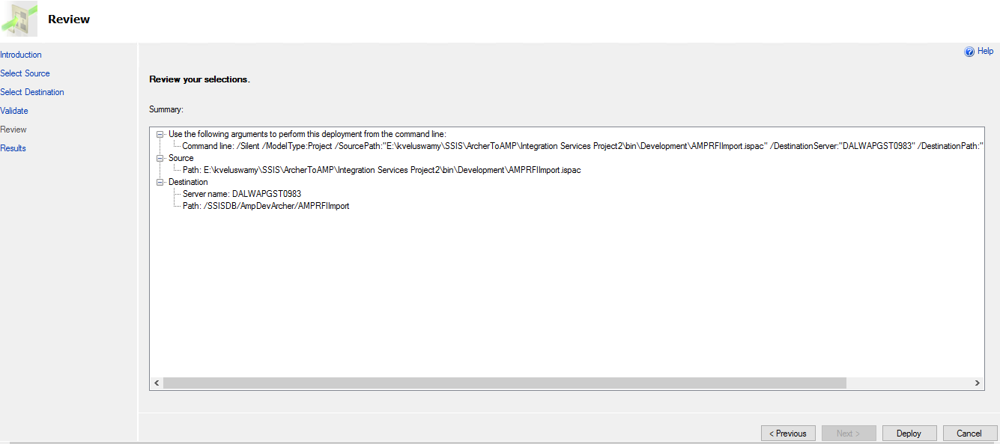 Review
Help
Introduction
Select Source
Select Destination
Validate
Review
Results
Review your selections.
Summary:
Use the following arguments to perform this deployment from the command line:
Command line: /Silent /ModelType:Project /SourcePath:"E:\kveluswamy\SSIS\ArcherToAMP\Integration Services Project2\bin\Development\AMPRFIImport.ispac" /DestinationServer:"DALWAPGST0983" /DestinationPath:"
Source
Path: E:\kveluswamy\SSIS\ArcherToAMP\Integration Services Project2\bin\Development\AMPRFIImport.ispac
Destination
Server name: DALWAPGST0983
Path: /SSISDB/AmpDevArcher/AMPRFIImport
< Previous
Next >
Deploy
Cancel